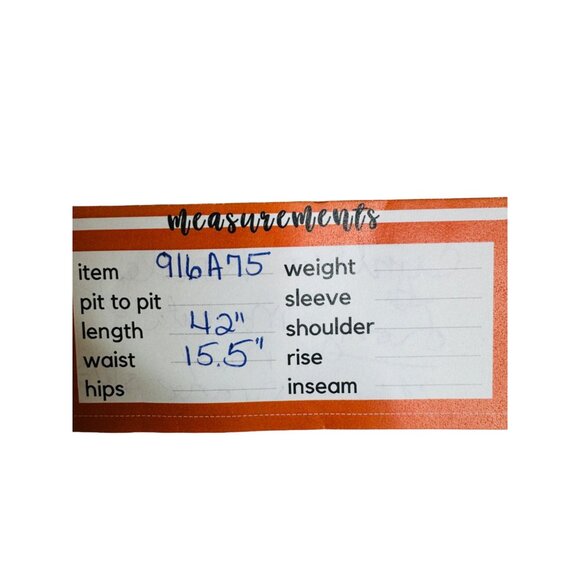 measurements
item 916A75 weight
pit to pit sleeve
length 42" shoulder
waist 15.5" rise
hips inseam